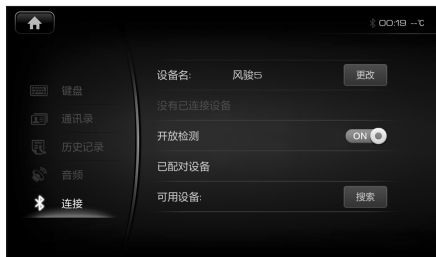 00:19 --℃
设备名: 风骏5 更改
键盘
没有已连接设备
通讯录
开放检测 ON
历史记录
已配对设备
音频
可用设备: 搜索
连接